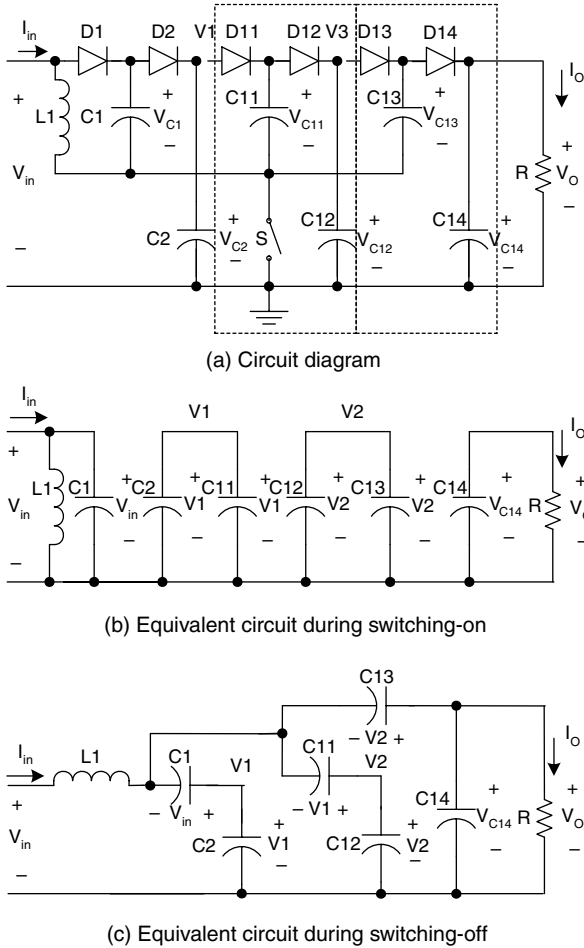 I_in D1 D2 V1 D11 D12 V3 D13 D14
+ L1 C1 + V_C1 – C11 + V_C11 – C13 + V_C13 – I_O
V_in R + V_O –
– C2 + V_C2 – S C12 + V_C12 – C14 + V_C14 –
(a) Circuit diagram
I_in V1 V2 I_O
+ L1 C1 + C2 + C11 + C12 + C13 + C14 + +
V_in V_in V1 V1 V2 V2 V_C14 R
– – – – – – – –
(b) Equivalent circuit during switching-on
C13
– V2 +
I_in L1 C1 V1 C11 V2 I_O
+ – V_in + – V1 + C14 + +
V_in C2 + V1 – C12 + V2 – V_C14 R V_O
– – –
(c) Equivalent circuit during switching-off